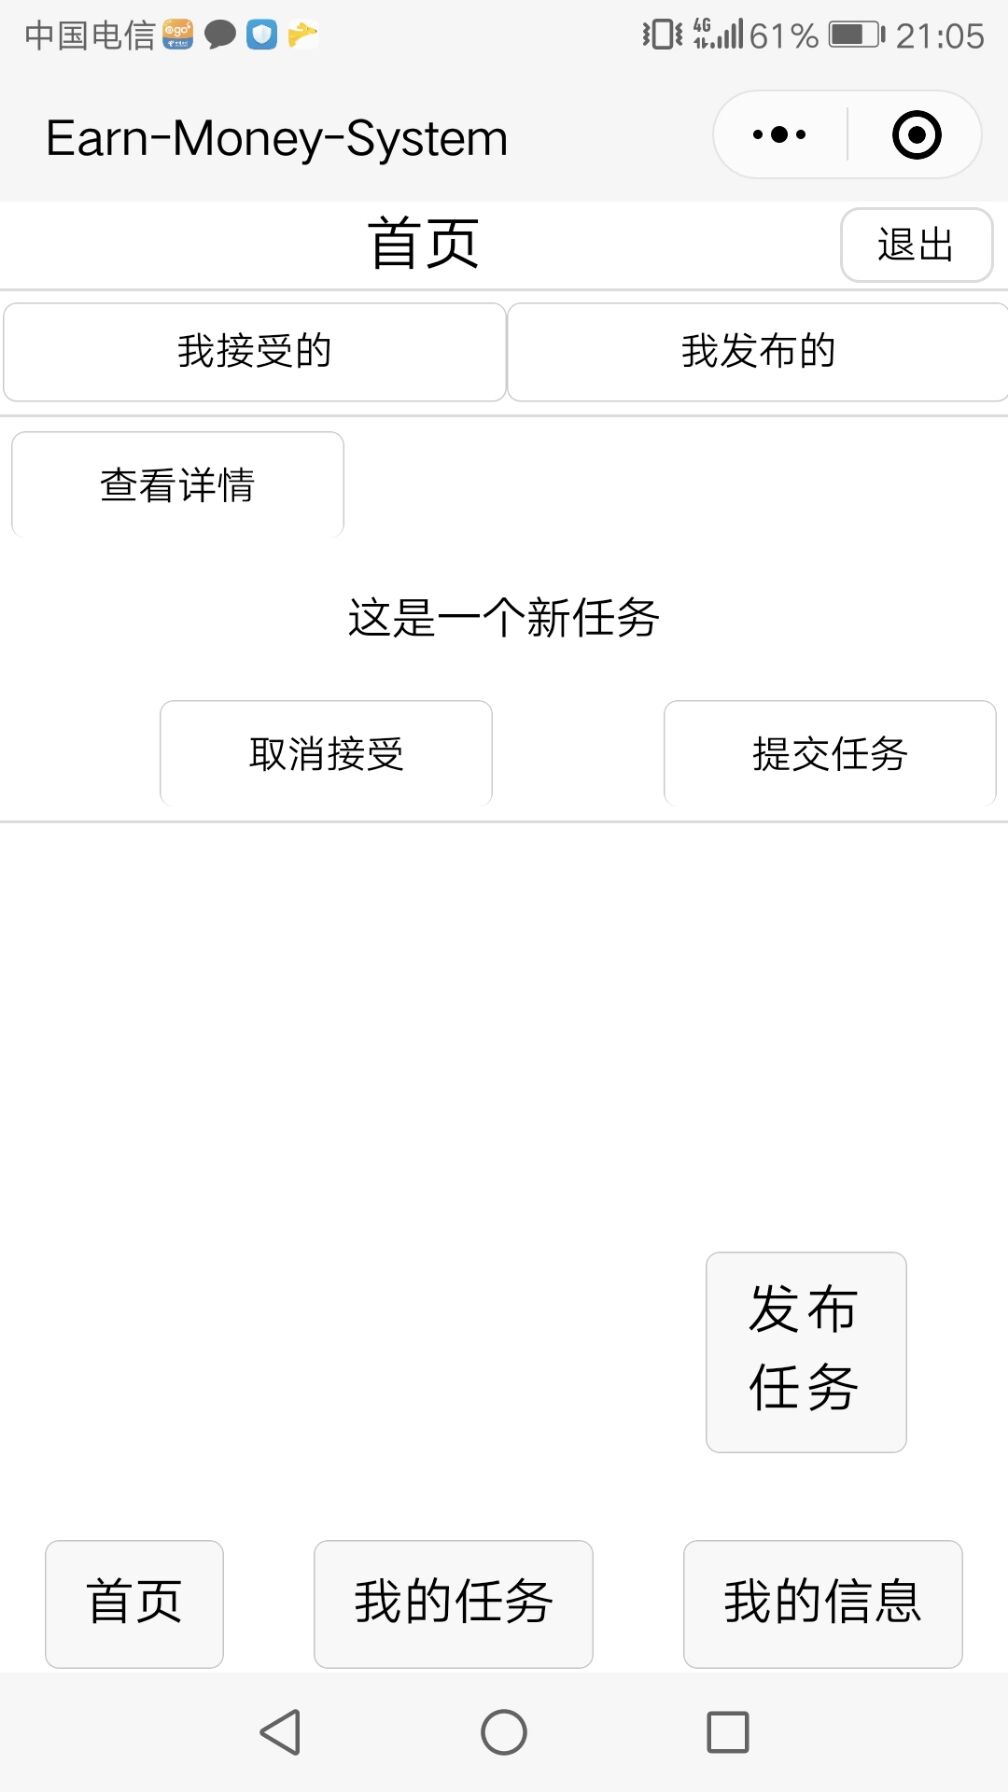 中国电信 4G 61% 21:05
Earn-Money-System
首页 退出
我接受的 我发布的
查看详情
这是一个新任务
取消接受 提交任务
发布
任务
首页 我的任务 我的信息